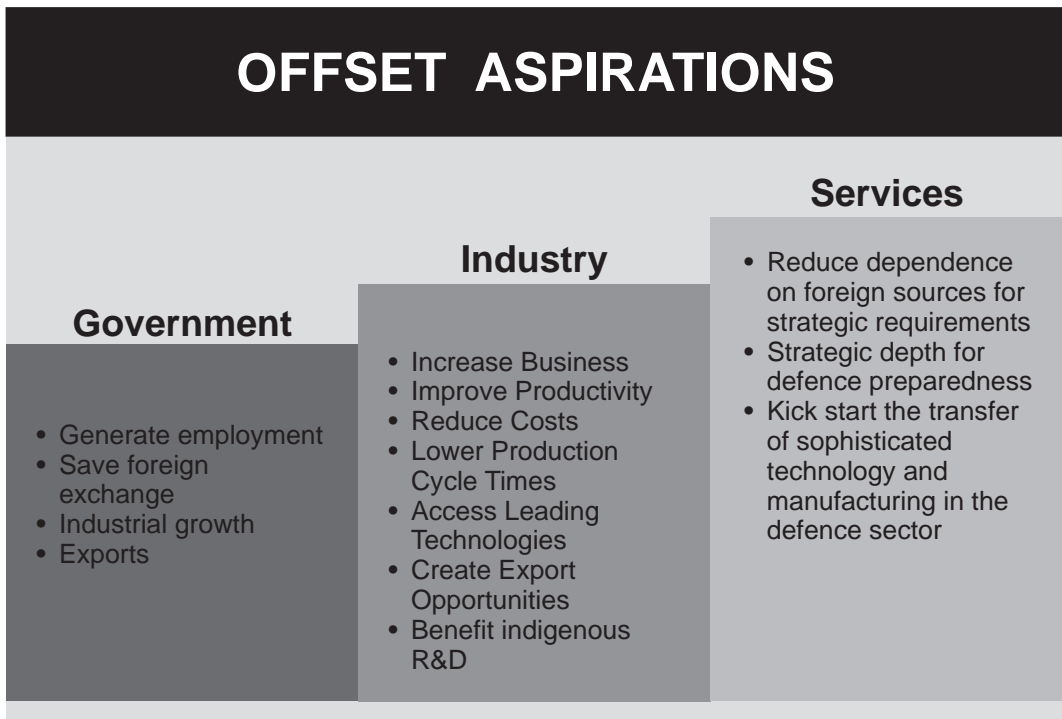 OFFSET ASPIRATIONS
Government
• Generate employment
• Save foreign
exchange
• Industrial growth
• Exports
Industry
• Increase Business
• Improve Productivity
• Reduce Costs
• Lower Production
Cycle Times
• Access Leading
Technologies
• Create Export
Opportunities
• Benefit indigenous
R&D
Services
• Reduce dependence
on foreign sources for
strategic requirements
• Strategic depth for
defence preparedness
• Kick start the transfer
of sophisticated
technology and
manufacturing in the
defence sector